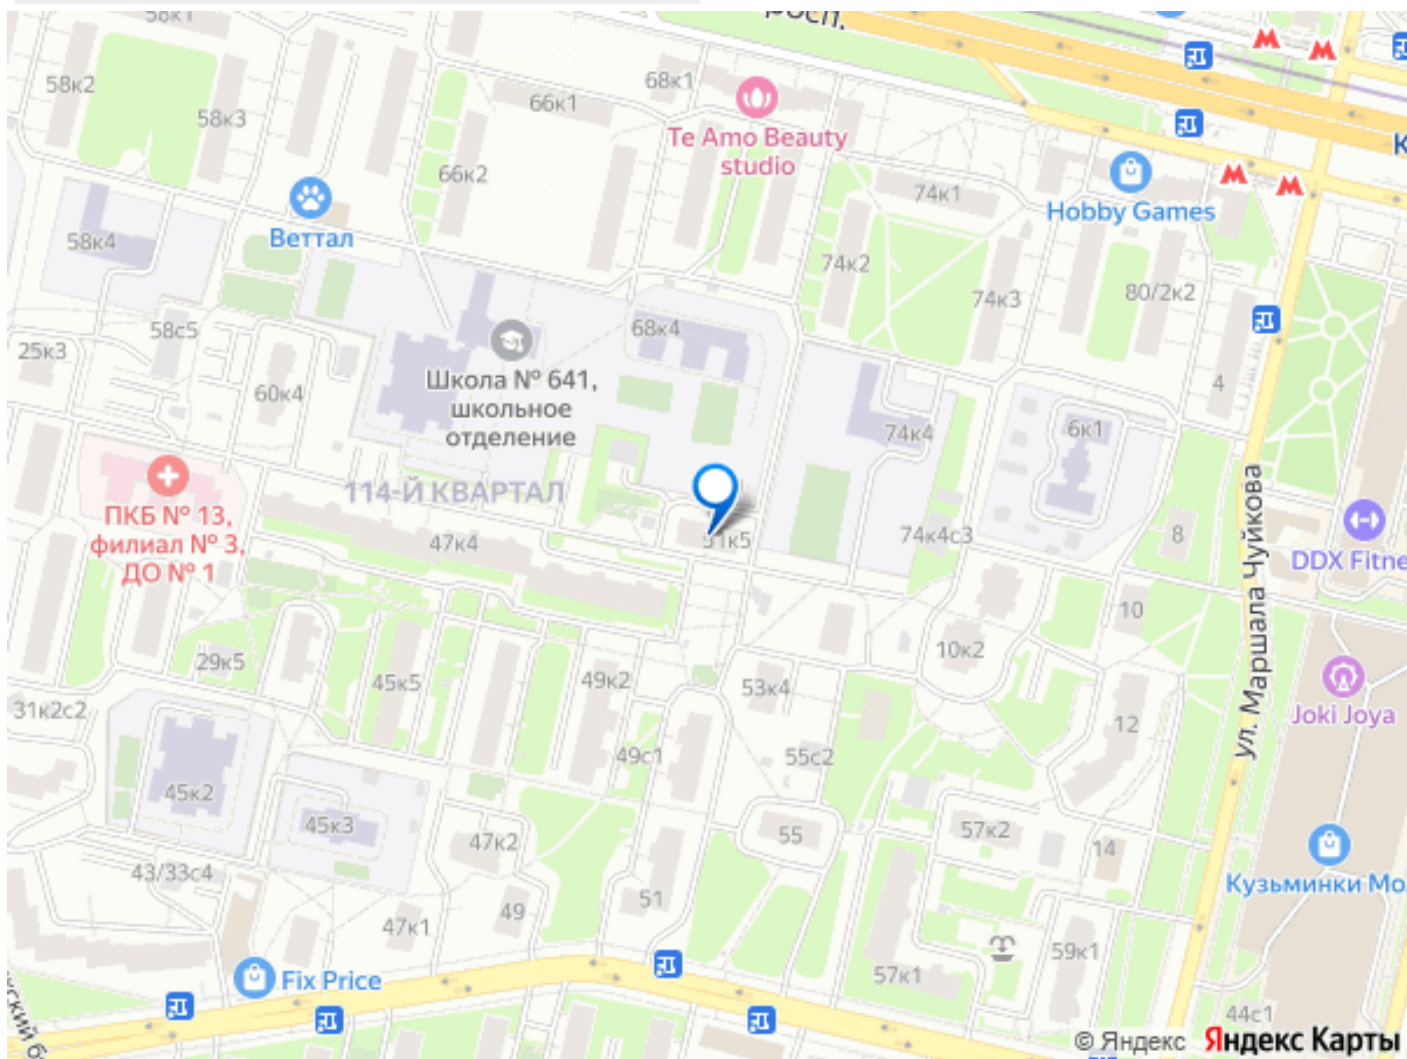 просп.
58к1
58к2
58к3
66к1
68к1
Te Amo Beauty
studio
66к2
74к1
Hobby Games
58к4
Веттал
74к2
74к3
80/2к2
58с5
68к4
25к3
Школа № 641,
школьное
отделение
60к4
4
74к4
6к1
ул. Маршала Чуйкова
114-Й КВАРТАЛ
ПКБ № 13,
филиал № 3,
ДО № 1
47к4
51к5
74к4с3
8
DDX Fitne
10
10к2
29к5
45к5
49к2
53к4
31к2с2
12
Joki Joya
49с1
55с2
45к2
45к3
47к2
55
57к2
14
43/33с4
Кузьминки Мо
51
49
47к1
59к1
57к1
Fix Price
44с1
© Яндекс Яндекс Карты